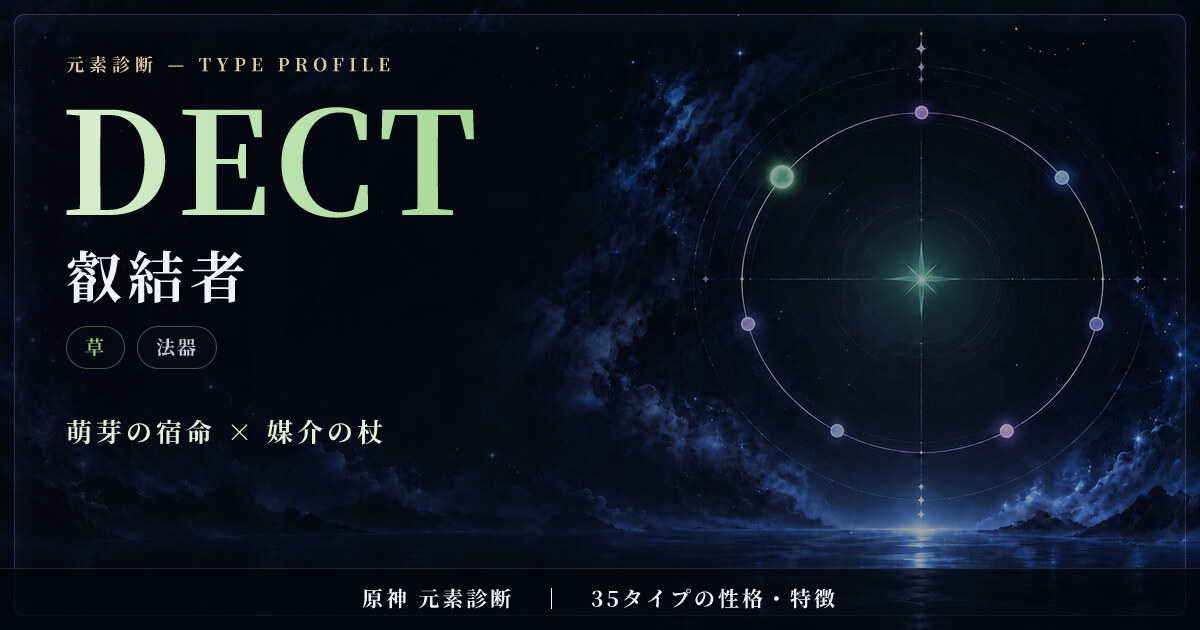 元素診断 — TYPE PROFILE
DECT
叡結者
草 法器
萌芽の宿命 × 媒介の杖
原神 元素診断 | 35タイプの性格・特徴